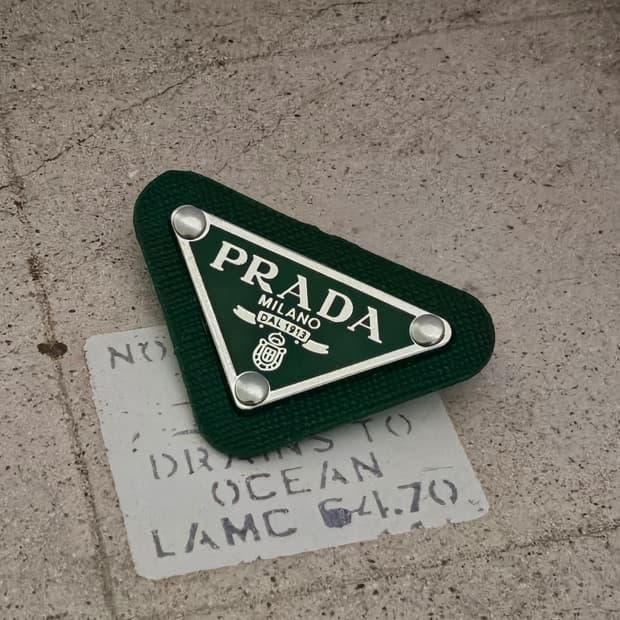 PRADA
MILANO
DAL 1913
NO
DRAINS TO
OCEAN
LAMC 64.70